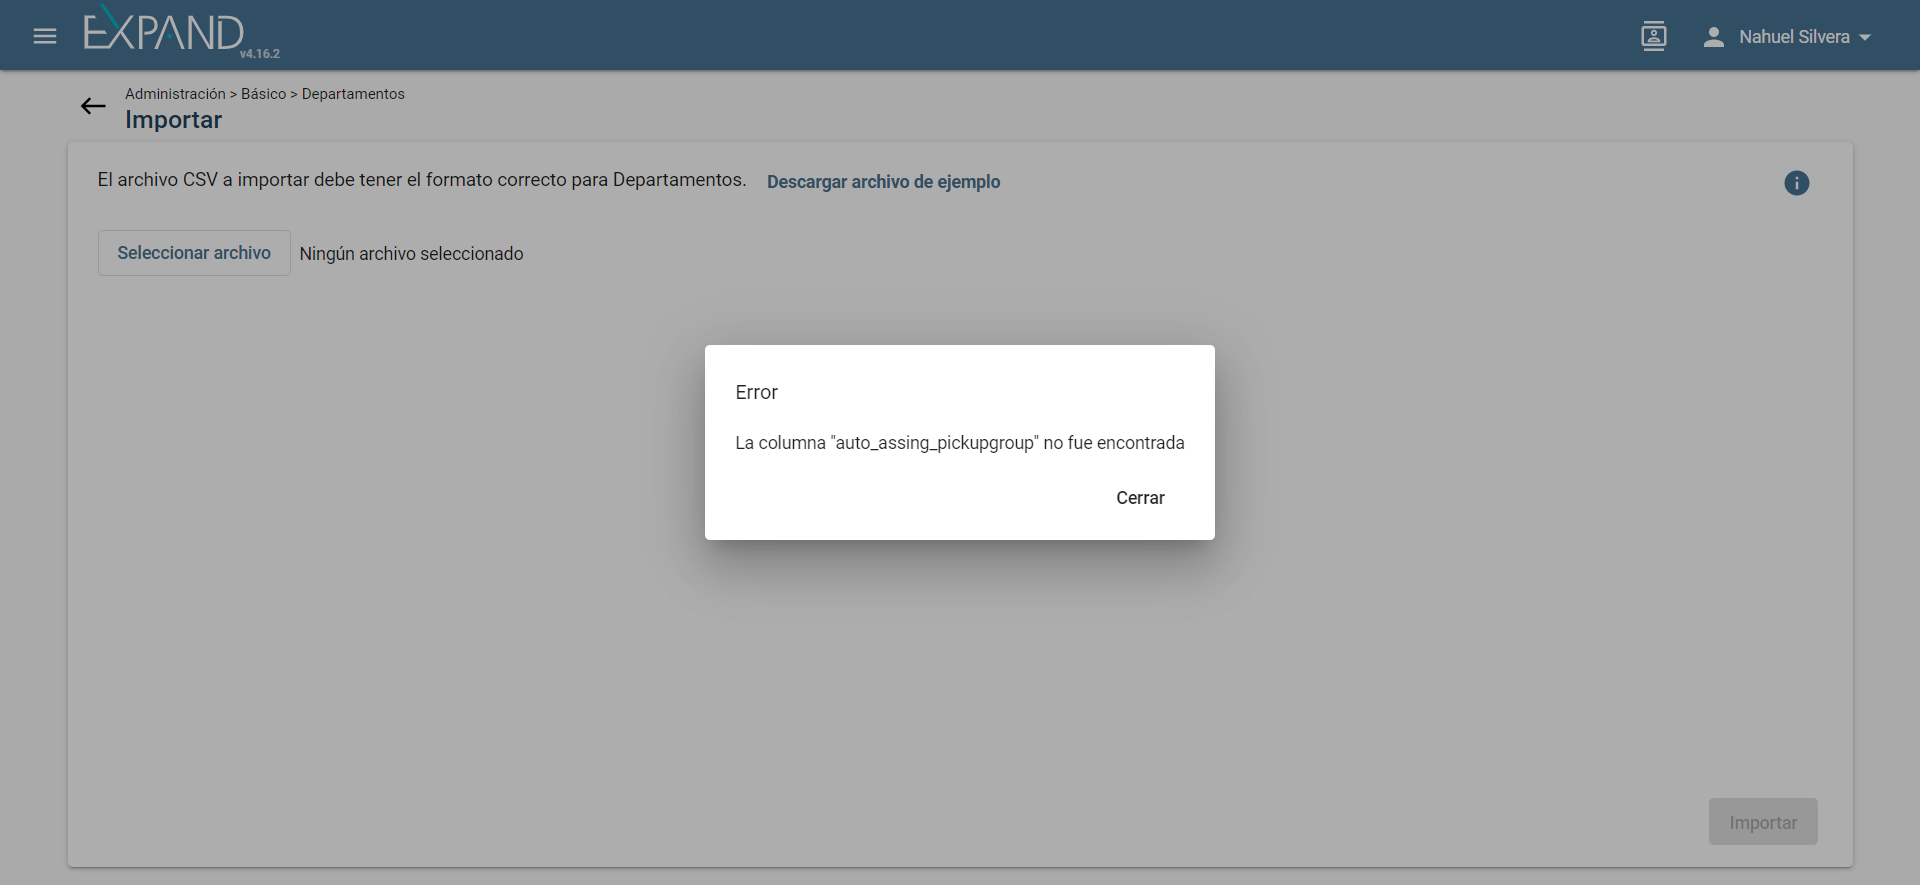 EXPAND
v4.16.2
Nahuel Silvera
Administración > Básico > Departamentos
Importar
El archivo CSV a importar debe tener el formato correcto para Departamentos. Descargar archivo de ejemplo
Seleccionar archivo Ningún archivo seleccionado
Error
La columna "auto_assing_pickupgroup" no fue encontrada
Cerrar
Importar